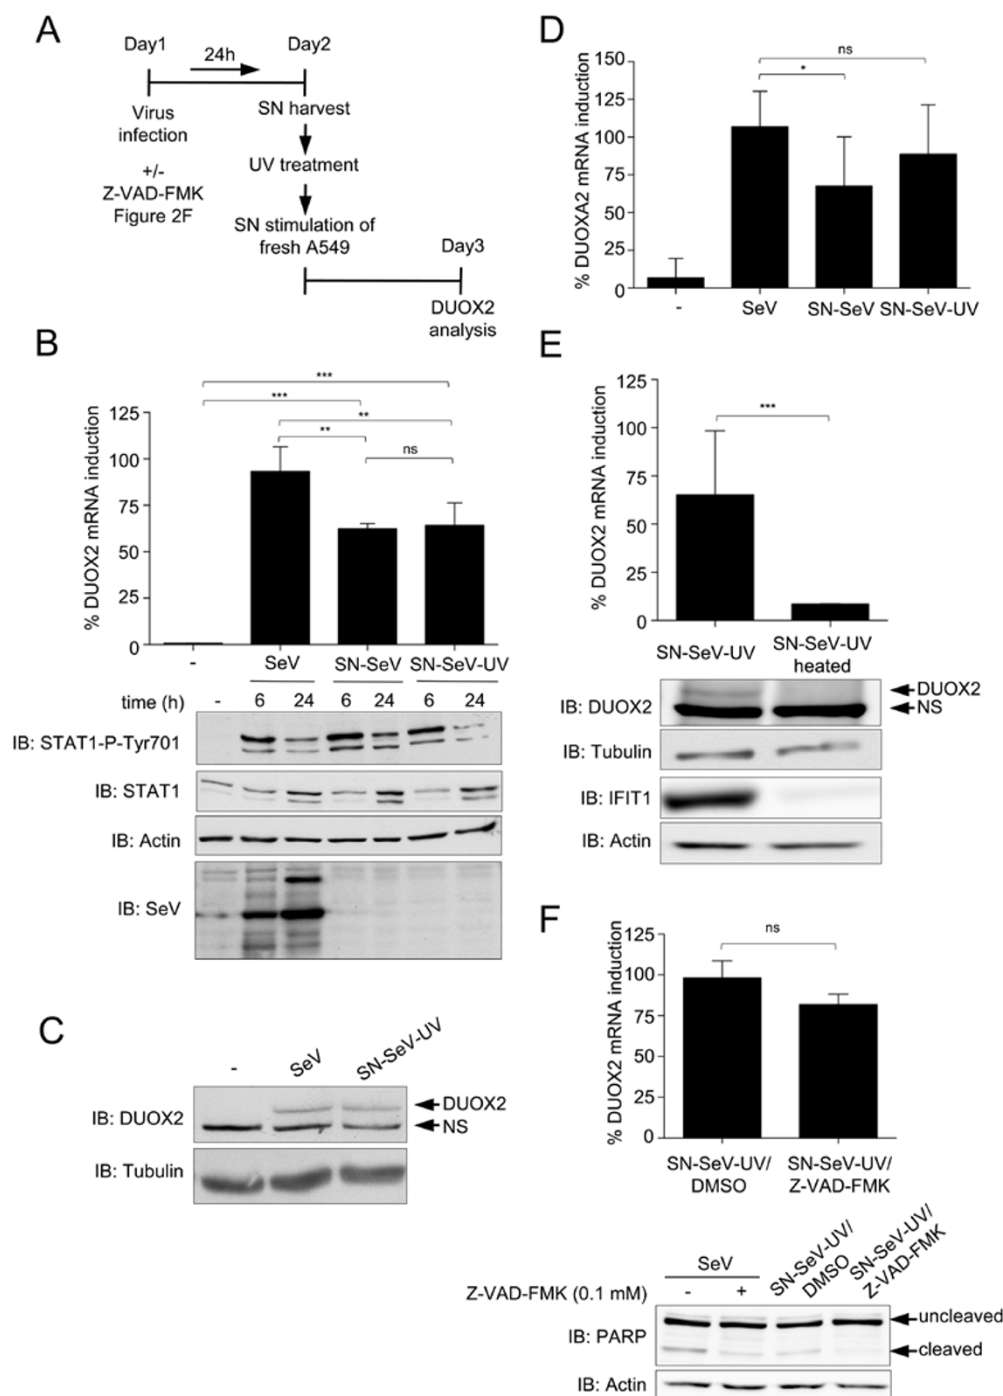 A
Day1
24h
Day2
Virus
infection
+/-
Z-VAD-FMK
Figure 2F
SN harvest
UV treatment
SN stimulation of
fresh A549
Day3
DUOX2
analysis
B
% DUOX2 mRNA induction
125
100
75
50
25
0
***
***
**
**
ns
-
SeV
SN-SeV
SN-SeV-UV
time (h)
-
6
24
6
24
6
24
IB: STAT1-P-Tyr701
IB: STAT1
IB: Actin
IB: SeV
C
-
SeV
SN-SeV-UV
IB: DUOX2
DUOX2
NS
IB: Tubulin
D
% DUOXA2 mRNA induction
150
125
100
75
50
25
0
ns
*
-
SeV
SN-SeV
SN-SeV-UV
E
% DUOX2 mRNA induction
125
100
75
50
25
0
***
SN-SeV-UV
SN-SeV-UV
heated
IB: DUOX2
DUOX2
NS
IB: Tubulin
IB: IFIT1
IB: Actin
F
% DUOX2 mRNA induction
125
100
75
50
25
0
ns
SN-SeV-UV/
DMSO
SN-SeV-UV/
Z-VAD-FMK
SeV
SN-SeV-UV/
DMSO
SN-SeV-UV/
Z-VAD-FMK
Z-VAD-FMK (0.1 mM)
-
+
IB: PARP
uncleaved
cleaved
IB: Actin